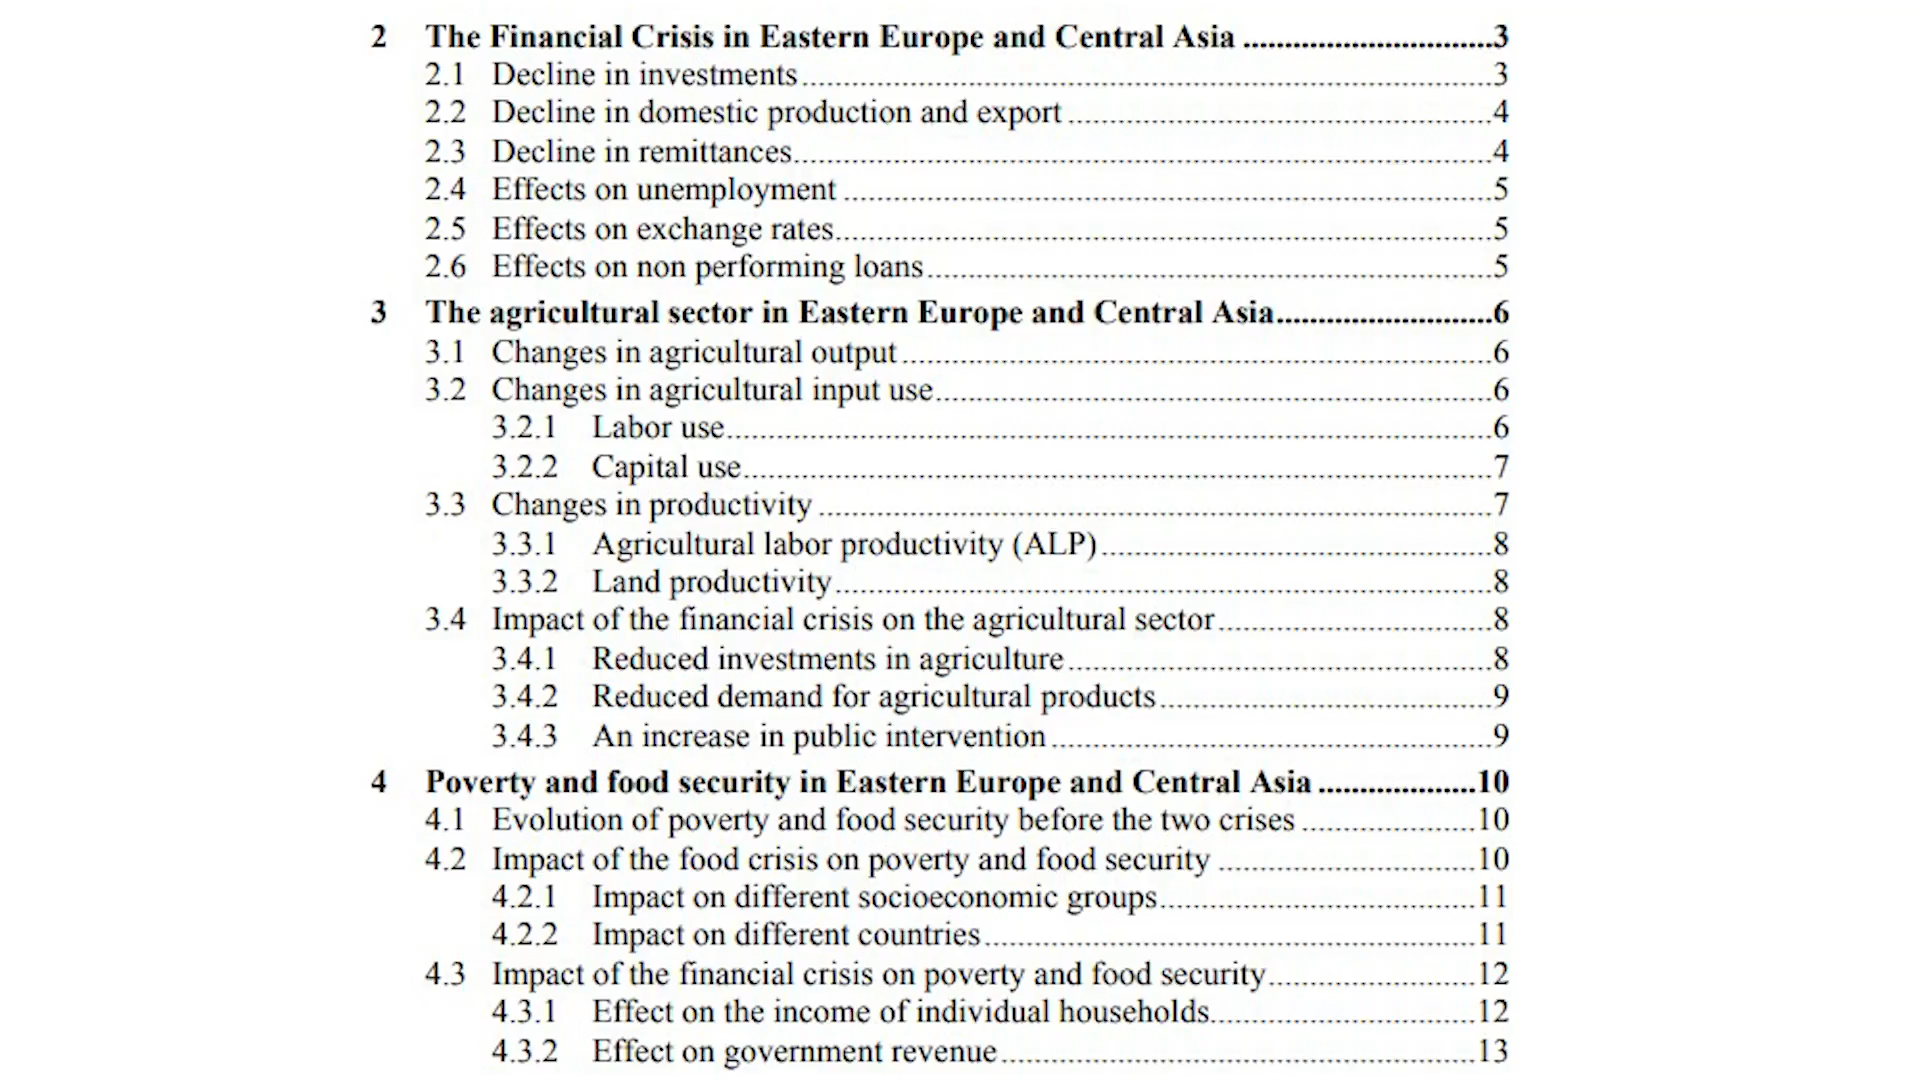 2 The Financial Crisis in Eastern Europe and Central Asia ..............................3
2.1 Decline in investments ..............................3
2.2 Decline in domestic production and export ..............................4
2.3 Decline in remittances ..............................4
2.4 Effects on unemployment ..............................5
2.5 Effects on exchange rates ..............................5
2.6 Effects on non performing loans ..............................5
3 The agricultural sector in Eastern Europe and Central Asia ..............................6
3.1 Changes in agricultural output ..............................6
3.2 Changes in agricultural input use ..............................6
3.2.1 Labor use ..............................6
3.2.2 Capital use ..............................7
3.3 Changes in productivity ..............................7
3.3.1 Agricultural labor productivity (ALP) ..............................8
3.3.2 Land productivity ..............................8
3.4 Impact of the financial crisis on the agricultural sector ..............................8
3.4.1 Reduced investments in agriculture ..............................8
3.4.2 Reduced demand for agricultural products ..............................9
3.4.3 An increase in public intervention ..............................9
4 Poverty and food security in Eastern Europe and Central Asia ...................10
4.1 Evolution of poverty and food security before the two crises ...................10
4.2 Impact of the food crisis on poverty and food security ...................10
4.2.1 Impact on different socioeconomic groups ...................11
4.2.2 Impact on different countries ...................11
4.3 Impact of the financial crisis on poverty and food security ...................12
4.3.1 Effect on the income of individual households ...................12
4.3.2 Effect on government revenue ...................13